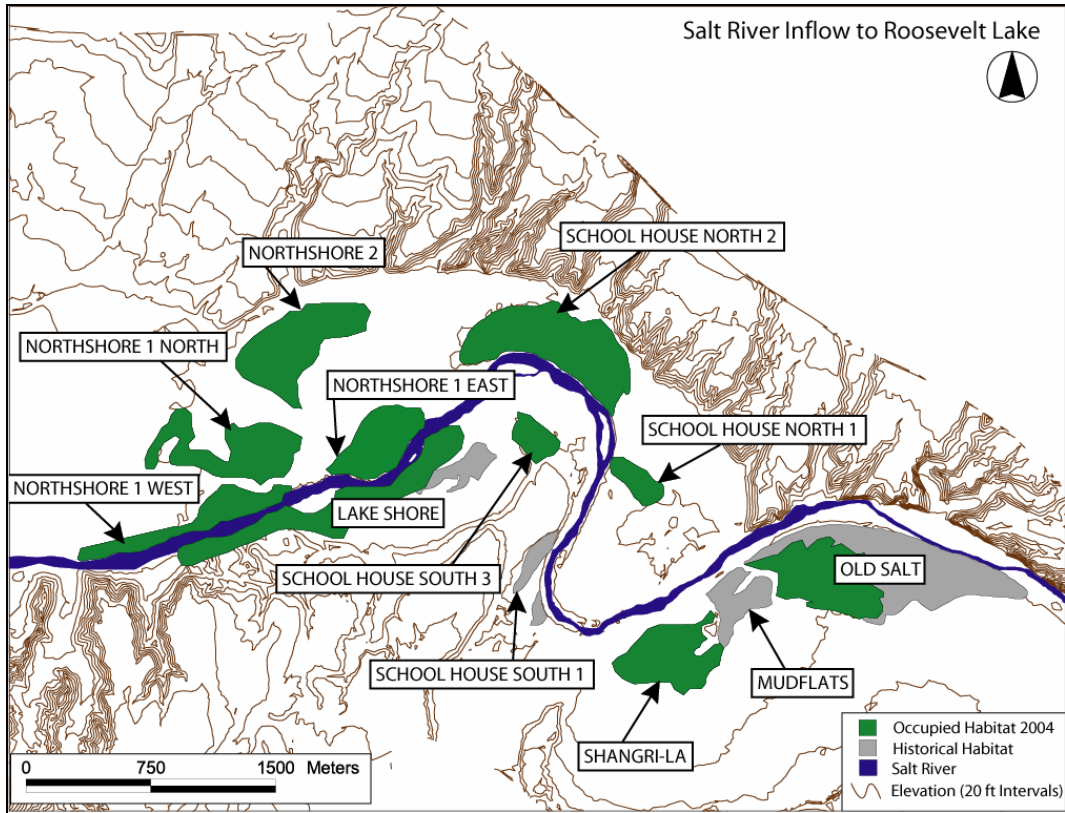 Salt River Inflow to Roosevelt Lake
SCHOOL HOUSE NORTH 2
NORTHSHORE 2
NORTHSHORE 1 NORTH
NORTHSHORE 1 EAST
SCHOOL HOUSE NORTH 1
NORTHSHORE 1 WEST
LAKE SHORE
OLD SALT
SCHOOL HOUSE SOUTH 3
SCHOOL HOUSE SOUTH 1
MUDFLATS
SHANGRI-LA
Occupied Habitat 2004
Historical Habitat
Salt River
Elevation (20 ft Intervals)
0 750 1500 Meters